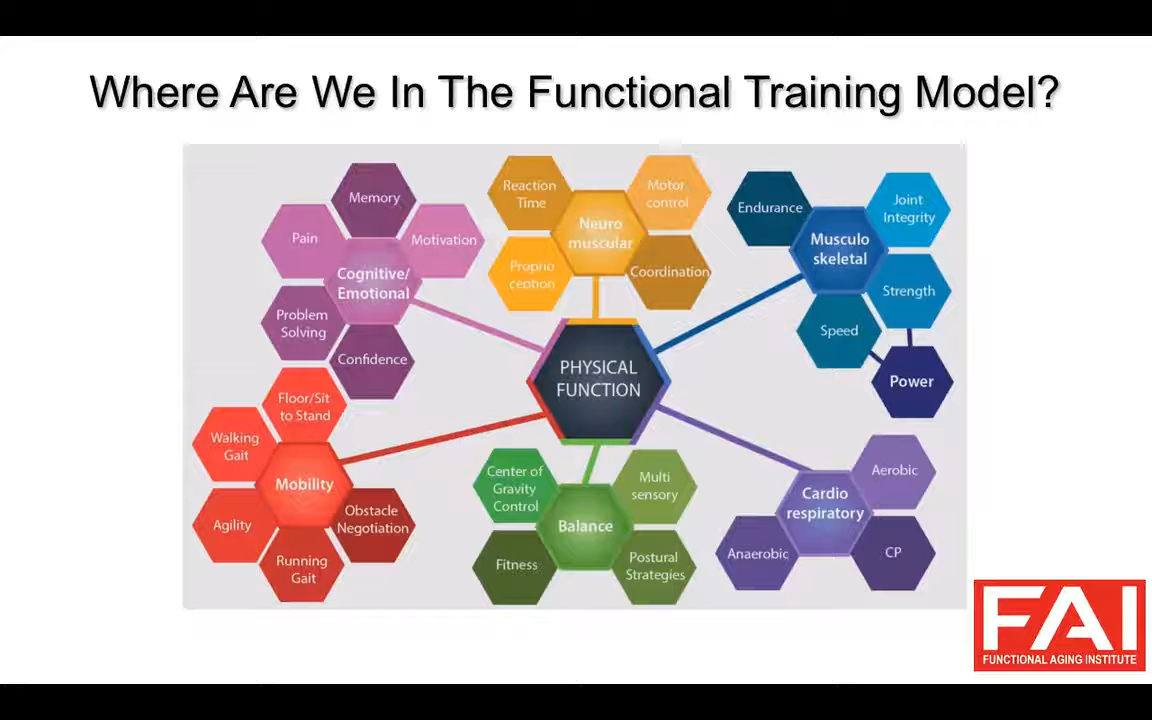 Where Are We In The Functional Training Model?
Memory
Pain
Motivation
Cognitive/
Emotional
Problem
Solving
Confidence
Reaction
Time
Motor
control
Neuro
muscular
Proprio
ception
Coordination
Endurance
Joint
Integrity
Musculo
skeletal
Strength
Speed
Power
PHYSICAL
FUNCTION
Floor/Sit
to Stand
Walking
Gait
Mobility
Agility
Obstacle
Negotiation
Running
Gait
Center of
Gravity
Control
Multi
sensory
Balance
Fitness
Postural
Strategies
Aerobic
Cardio
respiratory
Anaerobic
CP
FAI
FUNCTIONAL AGING INSTITUTE